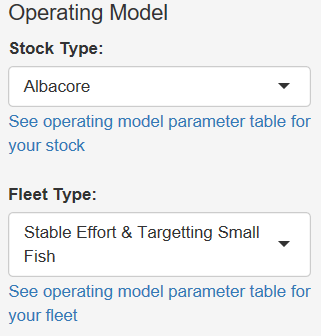 Operating Model
Stock Type:
Albacore
See operating model parameter table for
your stock
Fleet Type:
Stable Effort & Targetting Small
Fish
See operating model parameter table for
your fleet